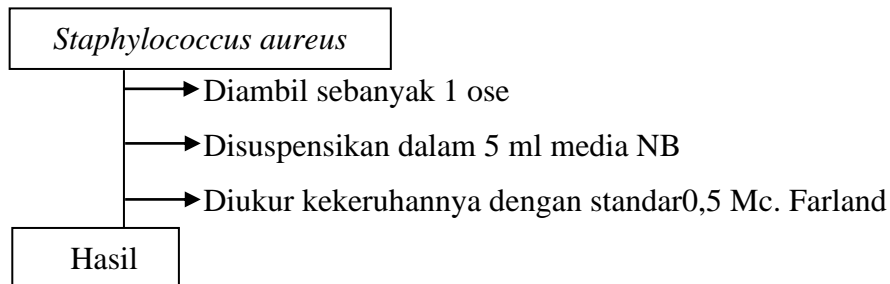 Staphylococcus aureus
Diambil sebanyak 1 ose
Disuspensikan dalam 5 ml media NB
Diukur kekeruhannya dengan standar0,5 Mc. Farland
Hasil